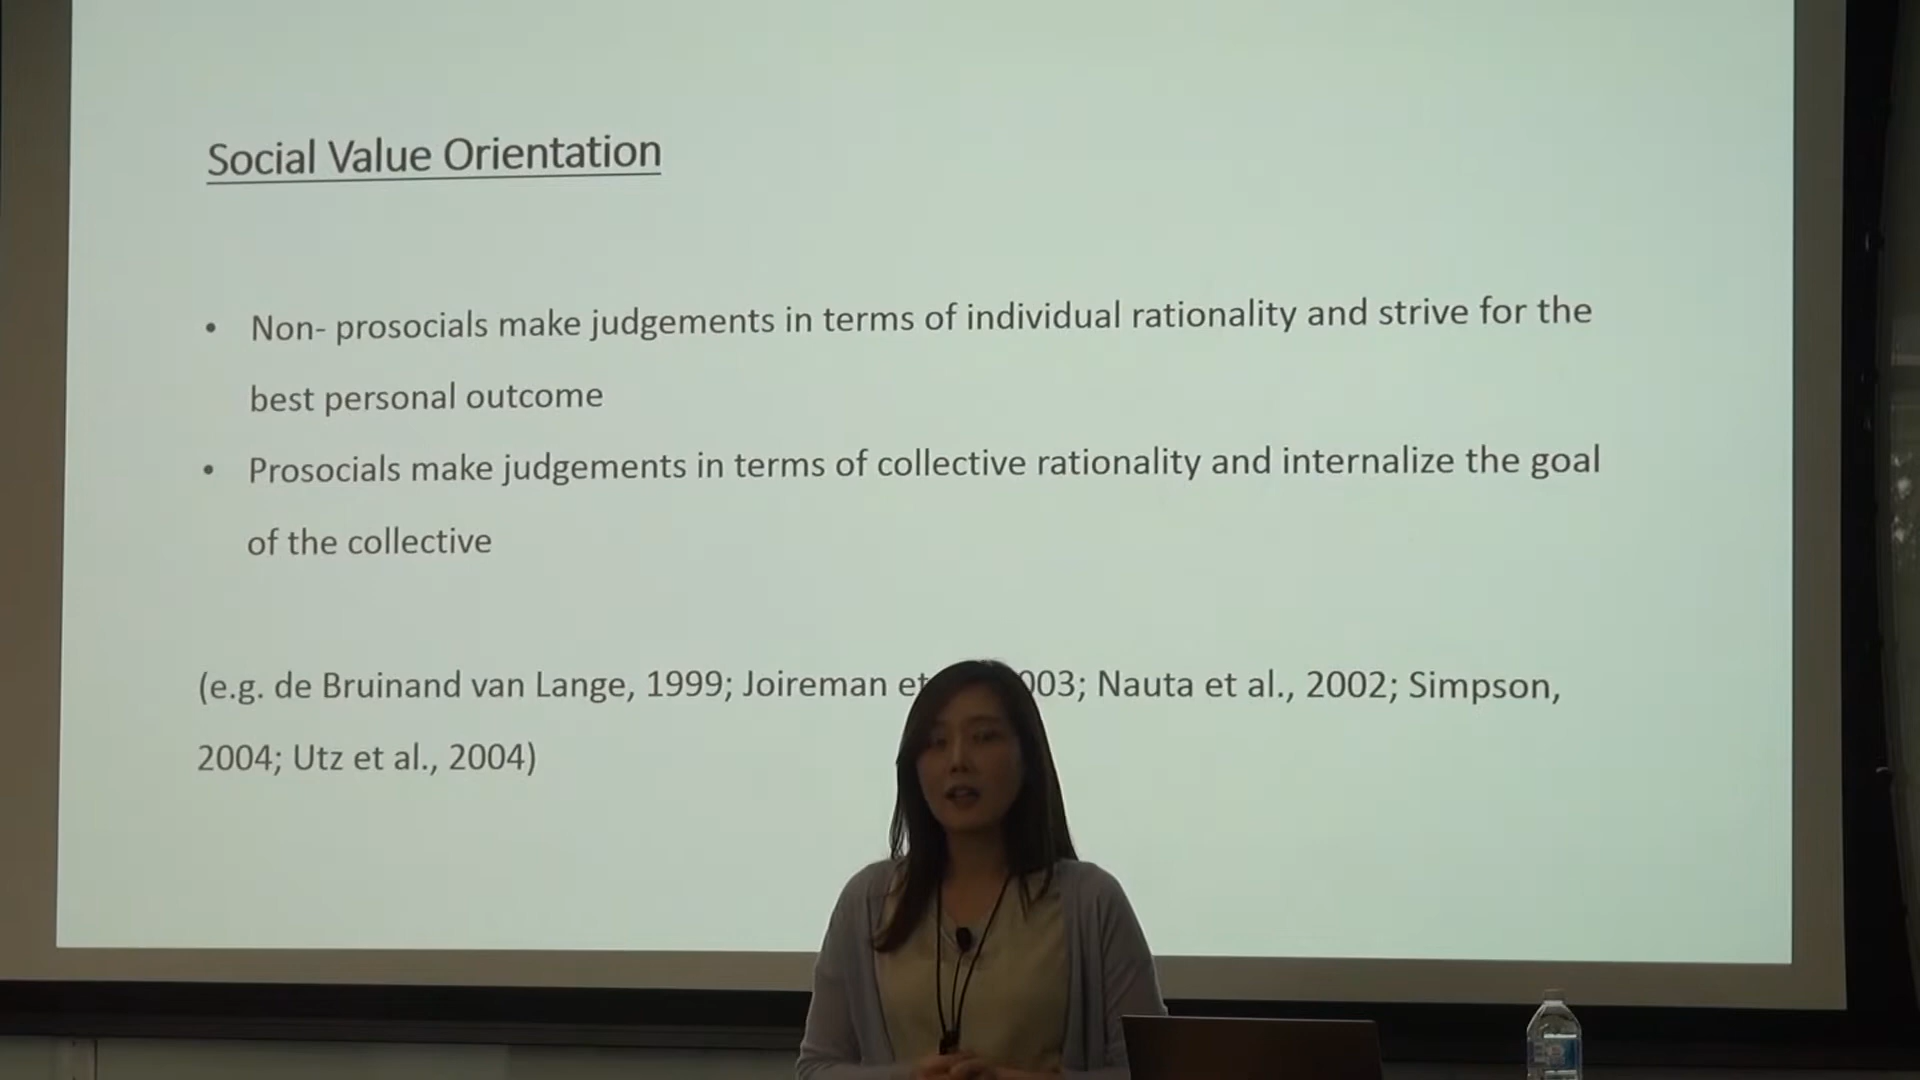 Social Value Orientation
• Non- prosocials make judgements in terms of individual rationality and strive for the
best personal outcome
• Prosocials make judgements in terms of collective rationality and internalize the goal
of the collective
(e.g. de Bruinand van Lange, 1999; Joireman et 003; Nauta et al., 2002; Simpson,
2004; Utz et al., 2004)